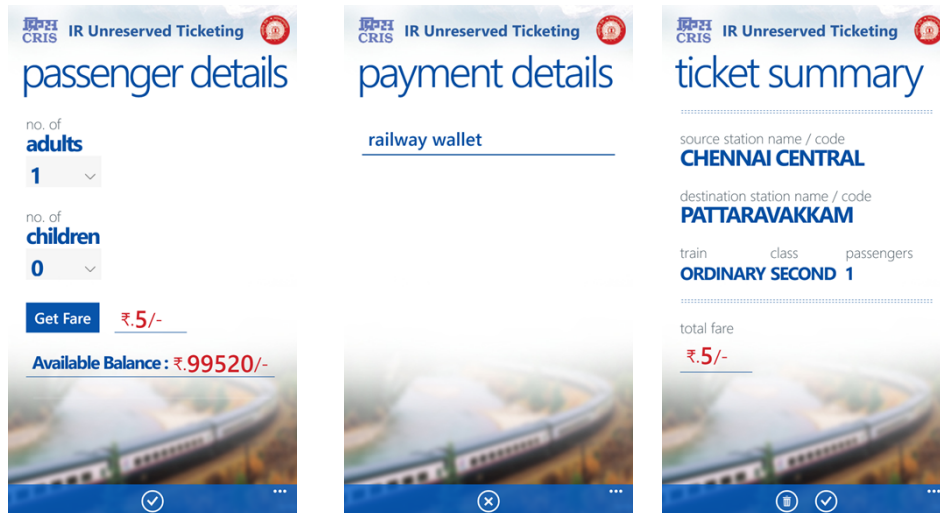 क्रिस
CRIS IR Unreserved Ticketing
passenger details
no. of
adults
1
no. of
children
0
Get Fare ₹.5/-
Available Balance : ₹.99520/-
क्रिस
CRIS IR Unreserved Ticketing
payment details
railway wallet
क्रिस
CRIS IR Unreserved Ticketing
ticket summary
source station name / code
CHENNAI CENTRAL
destination station name / code
PATTARAVAKKAM
train class passengers
ORDINARY SECOND 1
total fare
₹.5/-